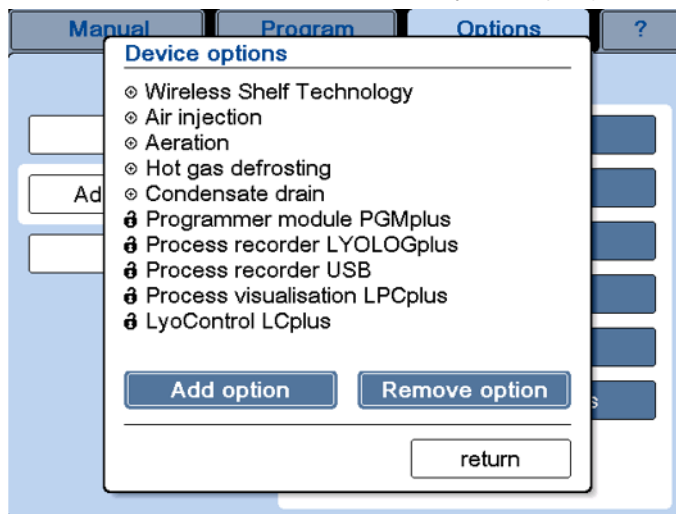 Manual Program Options ?
Device options
Wireless Shelf Technology
Air injection
Aeration
Hot gas defrosting
Condensate drain
Programmer module PGMplus
Process recorder LYOLOGplus
Process recorder USB
Process visualisation LPCplus
LyoControl LCplus
Add option Remove option
return